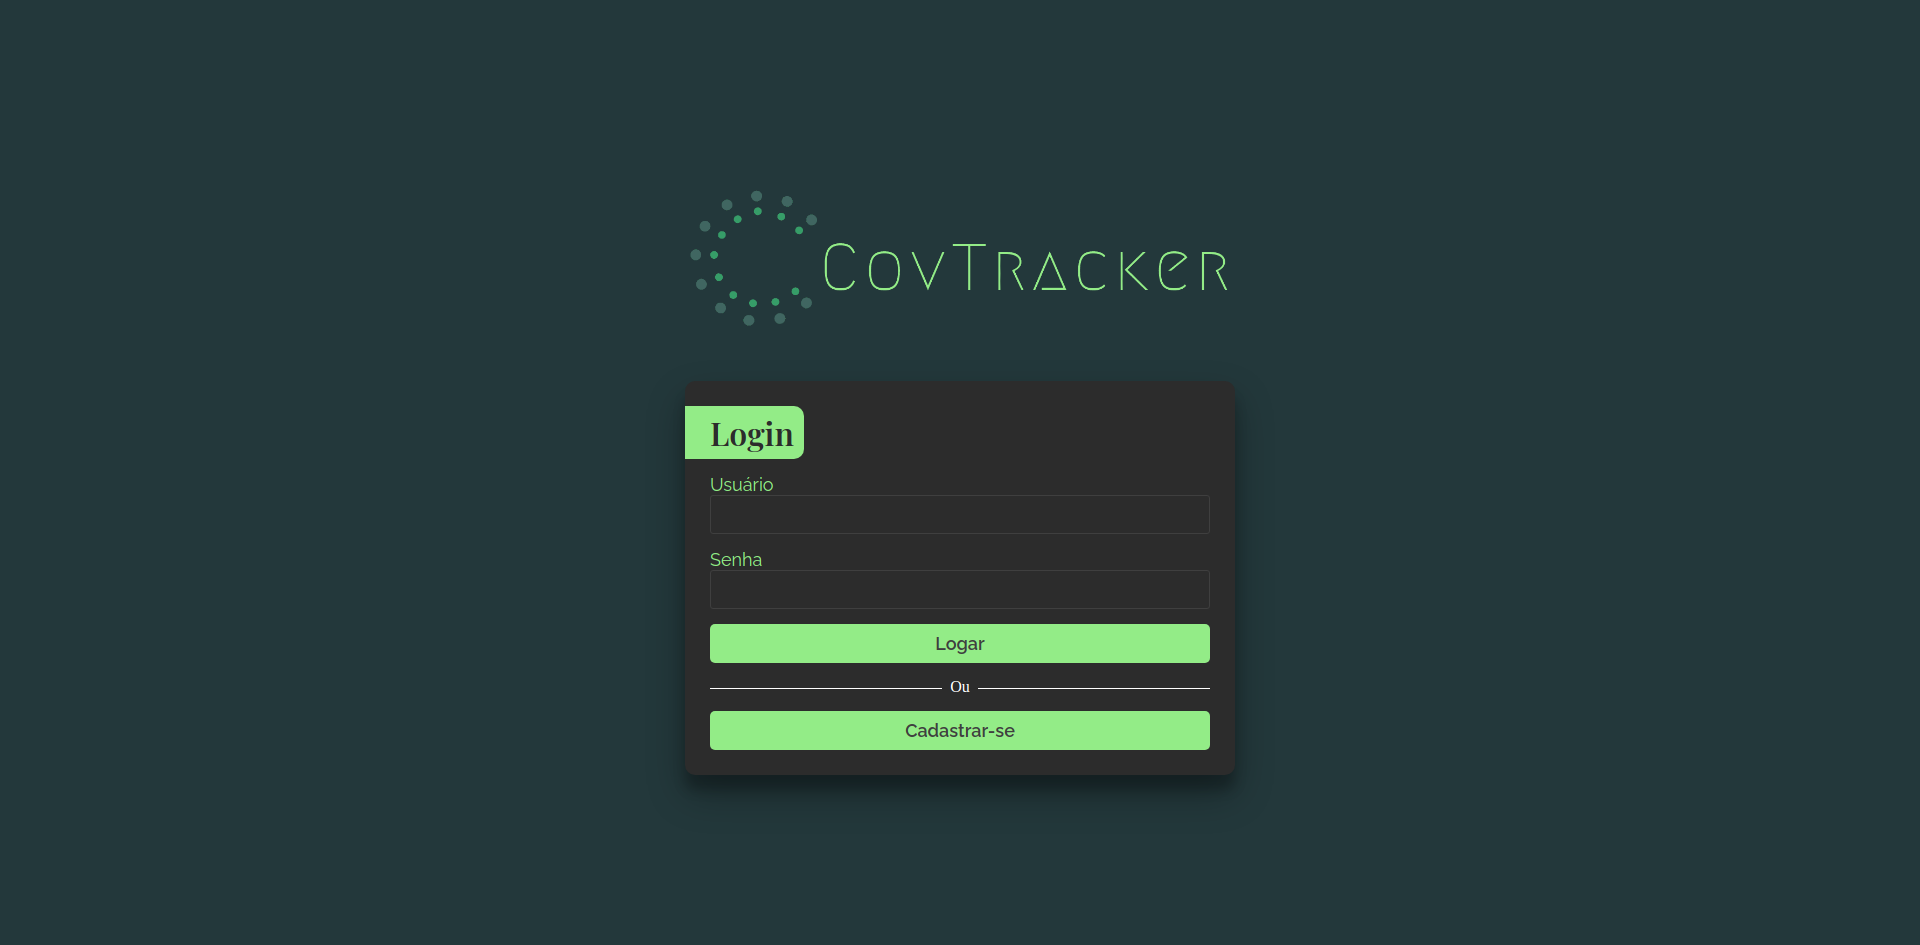 CovTracker
Login
Usuário
Senha
Logar
Ou
Cadastrar-se